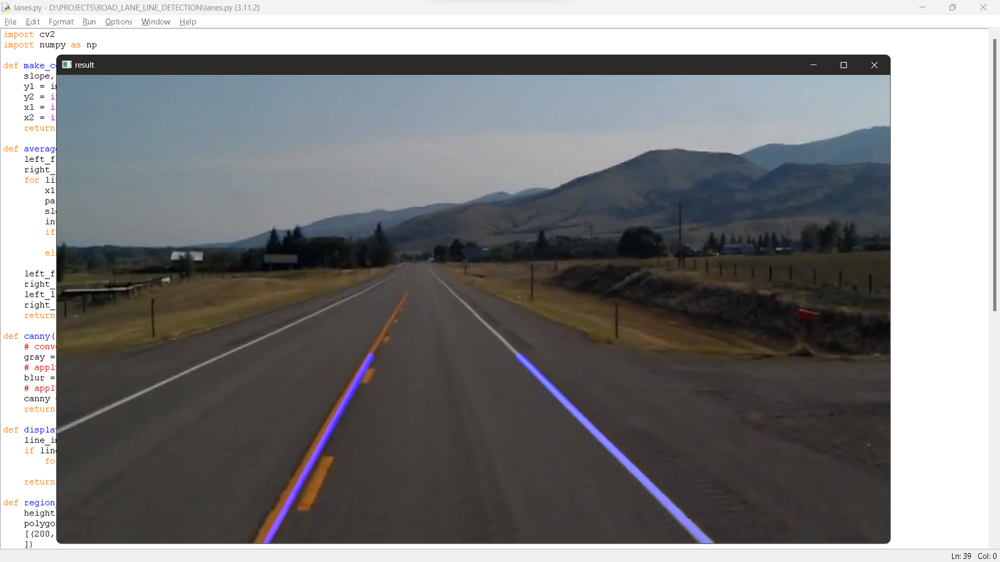 lanes.py - D:\PROJECTS\ROAD_LANE_LINE_DETECTION\lanes.py (3.11.2)
File Edit Format Run Options Window Help
import cv2
import numpy as np
def make_c
result
slope,
y1 = i
y2 = i
x1 = i
x2 = i
return
def averag
left_f
right_
for li
x1
pa
sl
in
if
el
left_f
right_
left_l
right_
return
def canny(
# conv
gray =
# appl
blur =
# appl
canny =
return
def displa
line_i
if lin
fo
return
def region_
height
polygo
[(200,
])
Ln: 39 Col: 0